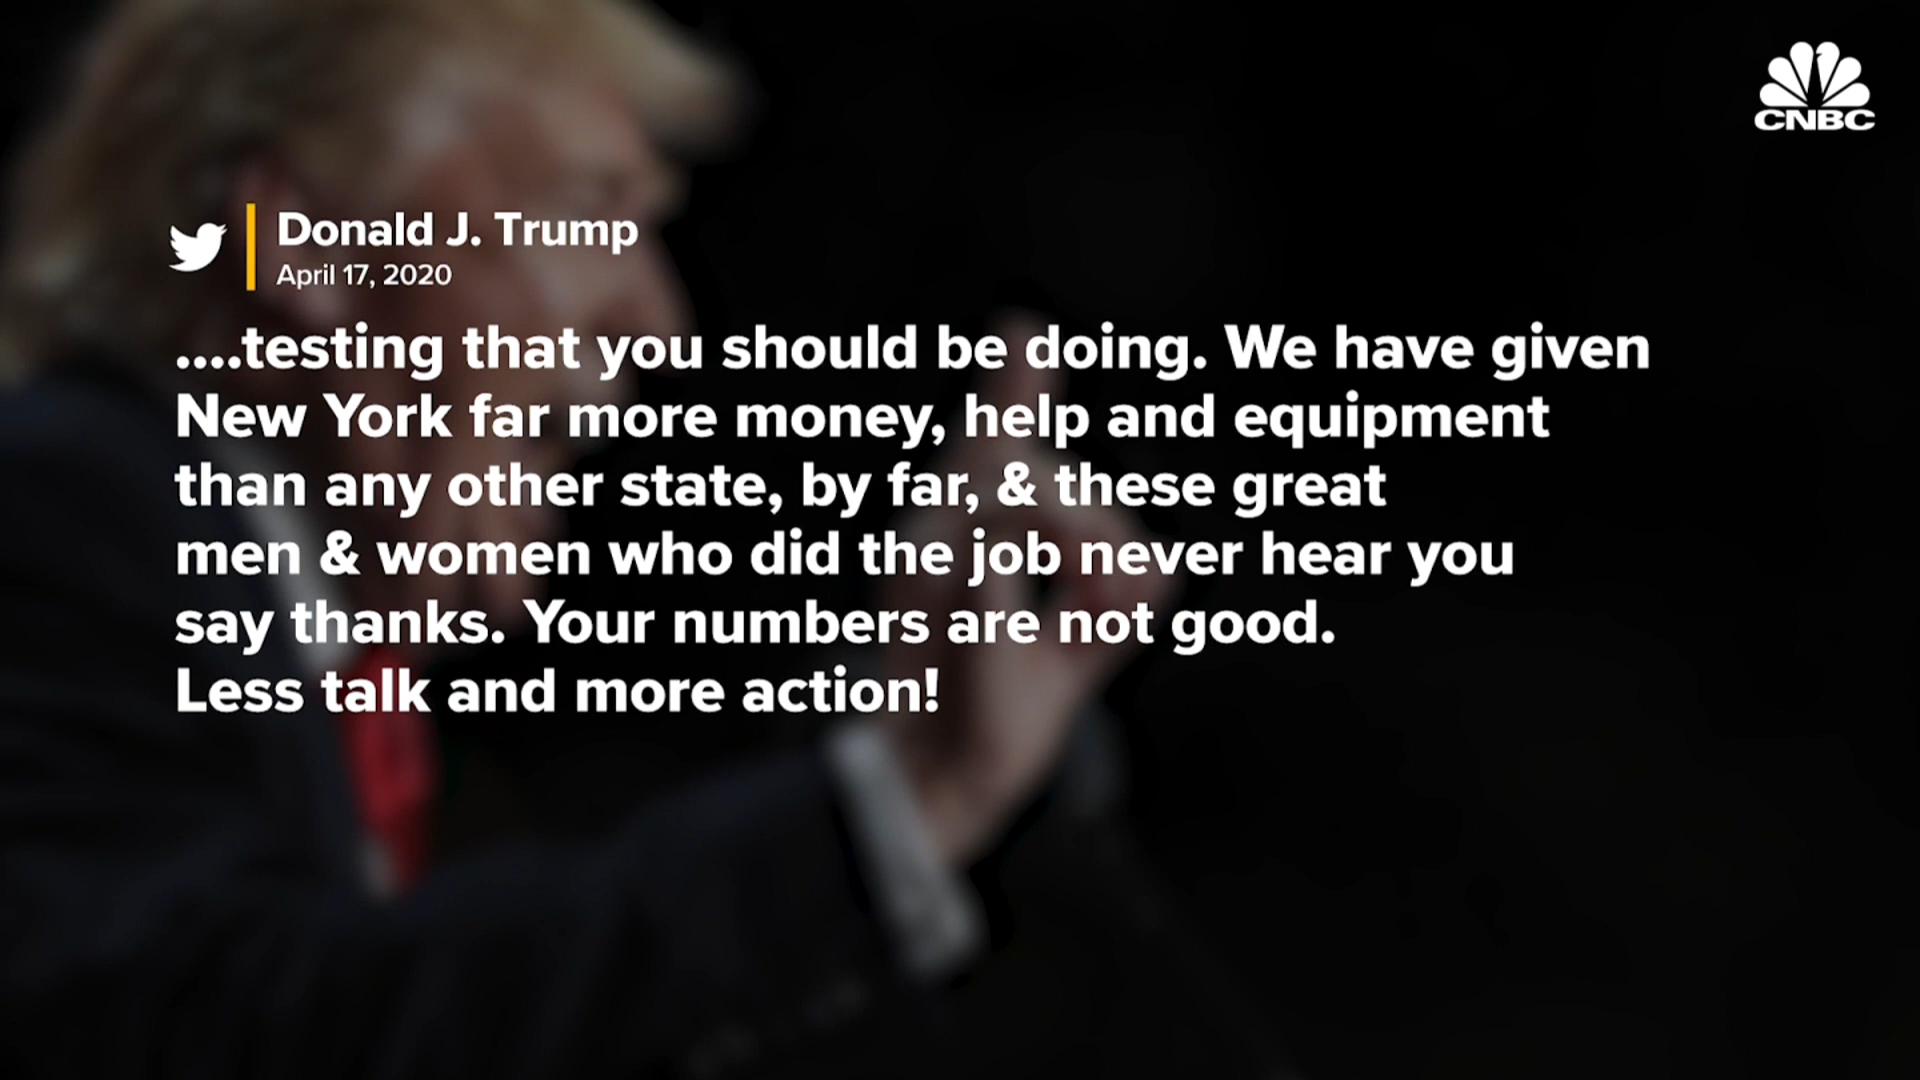 CNBC
Donald J. Trump
April 17, 2020
....testing that you should be doing. We have given
New York far more money, help and equipment
than any other state, by far, & these great
men & women who did the job never hear you
say thanks. Your numbers are not good.
Less talk and more action!